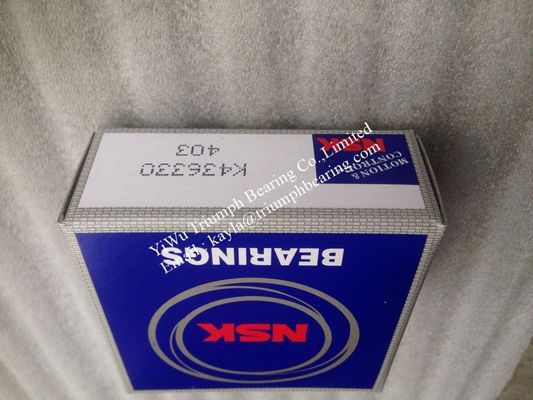 MOTION &
CONTROL
NSK
K436330
403
YiWu Triumph Bearing Co.,Limited
Email : kayla@triumphbearing.com
NSK
BEARINGS